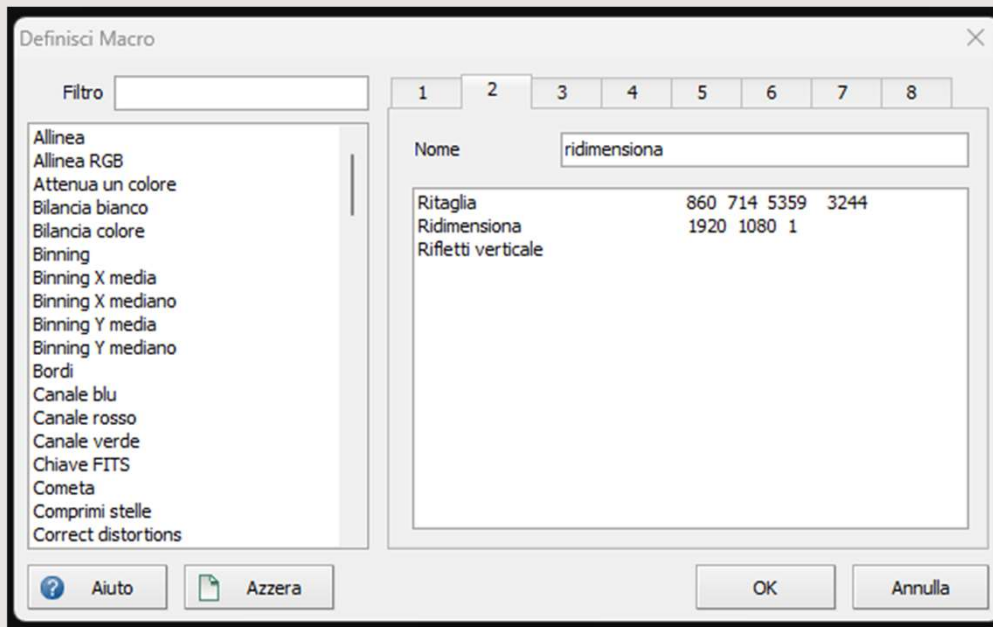 Definisci Macro
Filtro
Allinea
Allinea RGB
Attenua un colore
Bilancia bianco
Bilancia colore
Binning
Binning X media
Binning X mediano
Binning Y media
Binning Y mediano
Bordi
Canale blu
Canale rosso
Canale verde
Chiave FITS
Cometa
Comprimi stelle
Correct distortions
1 2 3 4 5 6 7 8
Nome ridimensiona
Ritaglia 860 714 5359 3244
Ridimensiona 1920 1080 1
Rifletti verticale
? Aiuto Azzera OK Annulla